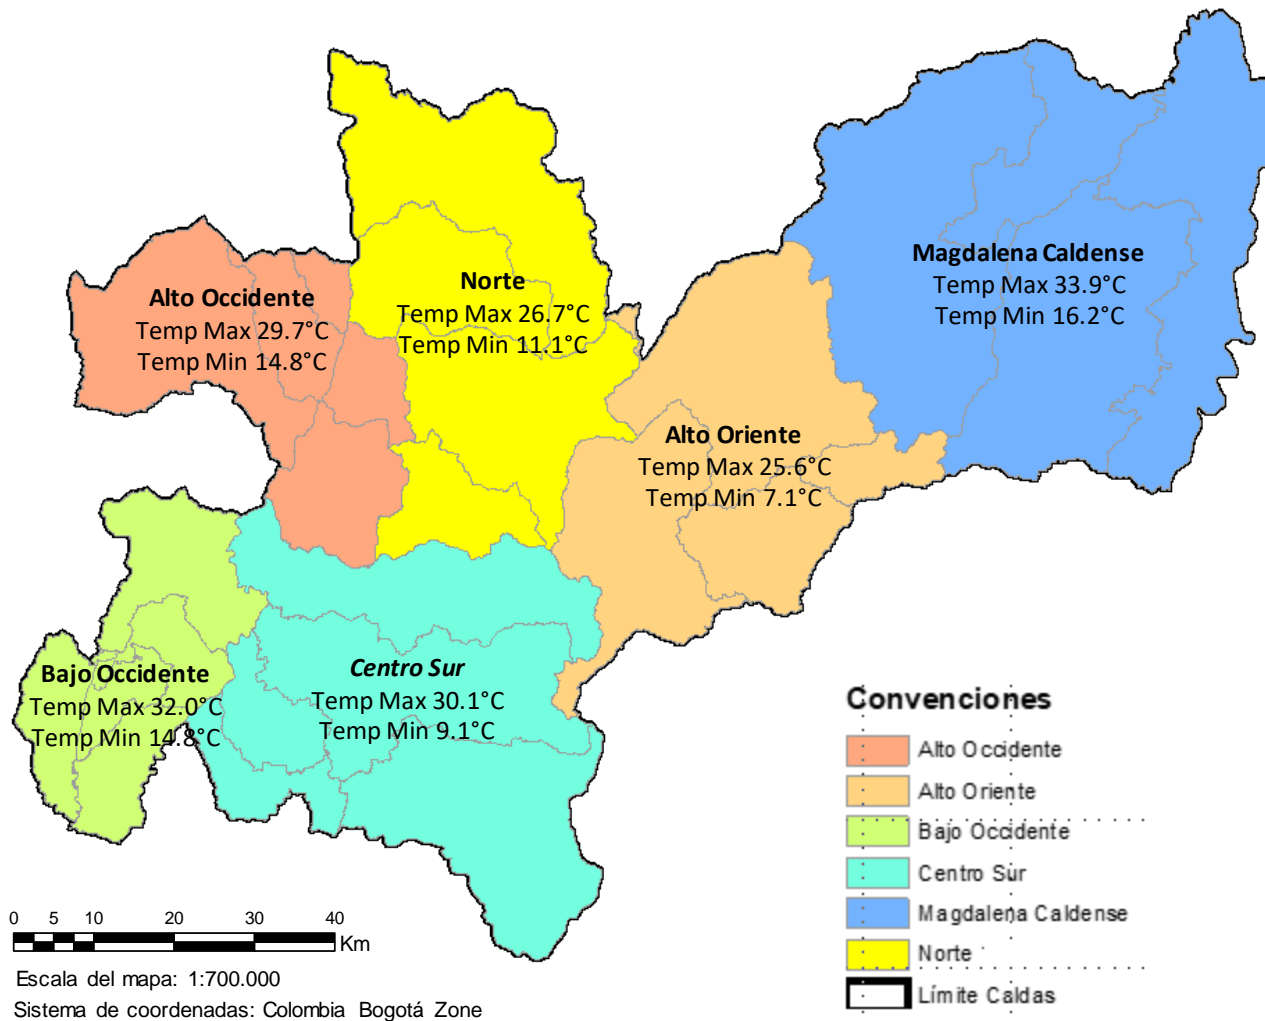 Magdalena Caldense
Temp Max 33.9°C
Temp Min 16.2°C
Norte
Temp Max 26.7°C
Temp Min 11.1°C
Alto Occidente
Temp Max 29.7°C
Temp Min 14.8°C
Alto Oriente
Temp Max 25.6°C
Temp Min 7.1°C
Bajo Occidente
Temp Max 32.0°C
Temp Min 14.8°C
Centro Sur
Temp Max 30.1°C
Temp Min 9.1°C
Convenciones
Alto Occidente
Alto Oriente
Bajo Occidente
Centro Sur
Magdalena Caldense
Norte
Límite Caldas
0 5 10 20 30 40
Km
Escala del mapa: 1:700.000
Sistema de coordenadas: Colombia Bogotá Zone